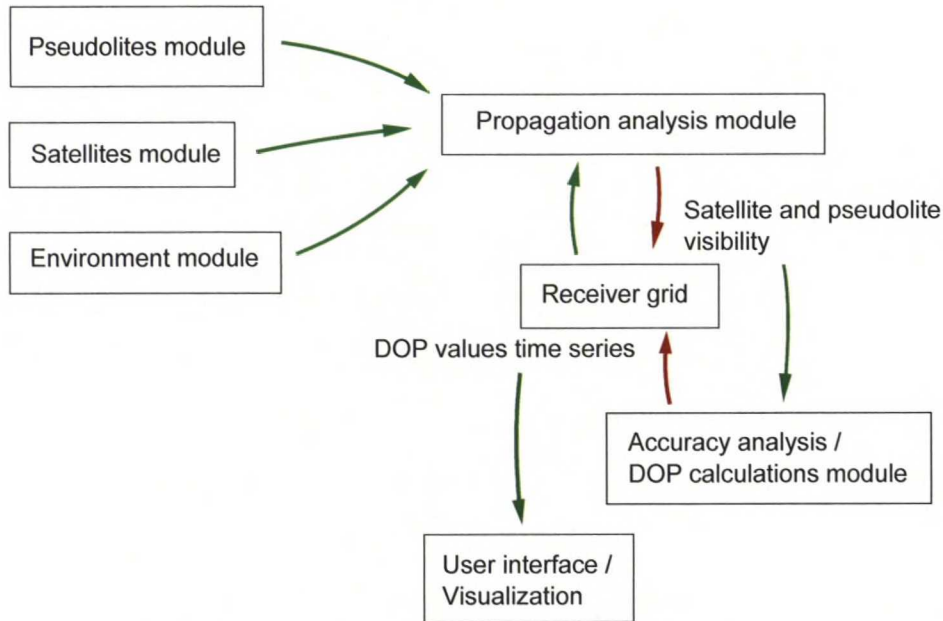 Pseudolites module
Propagation analysis module
Satellites module
Satellite and pseudolite
visibility
Environment module
Receiver grid
DOP values time series
Accuracy analysis /
DOP calculations module
User interface /
Visualization